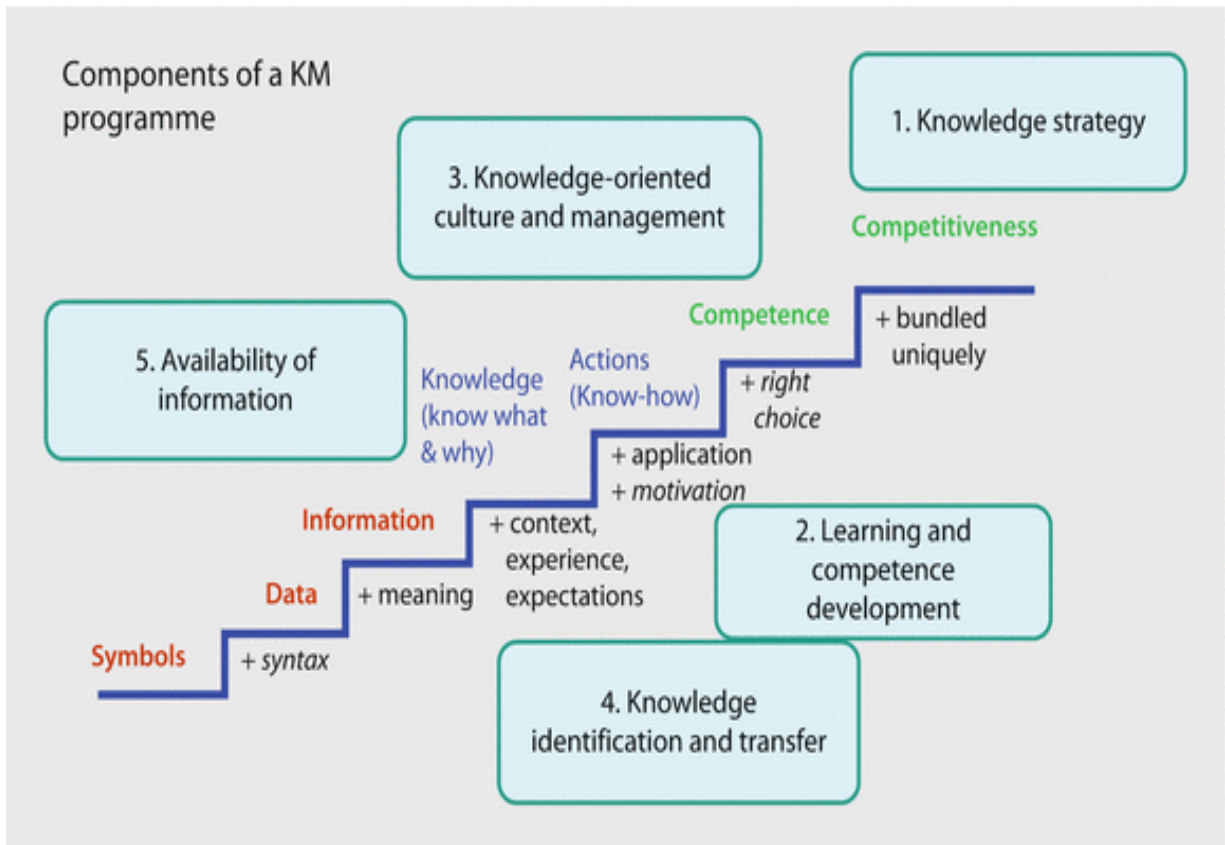 Components of a KM
programme
1. Knowledge strategy
3. Knowledge-oriented
culture and management
Competitiveness
5. Availability of
information
Competence
+ bundled
uniquely
Actions
(Know-how)
Knowledge
(know what
& why)
+ right
choice
+ application
+ motivation
Information
+ context,
experience,
expectations
2. Learning and
competence
development
Data
+ meaning
Symbols
+ syntax
4. Knowledge
identification and transfer